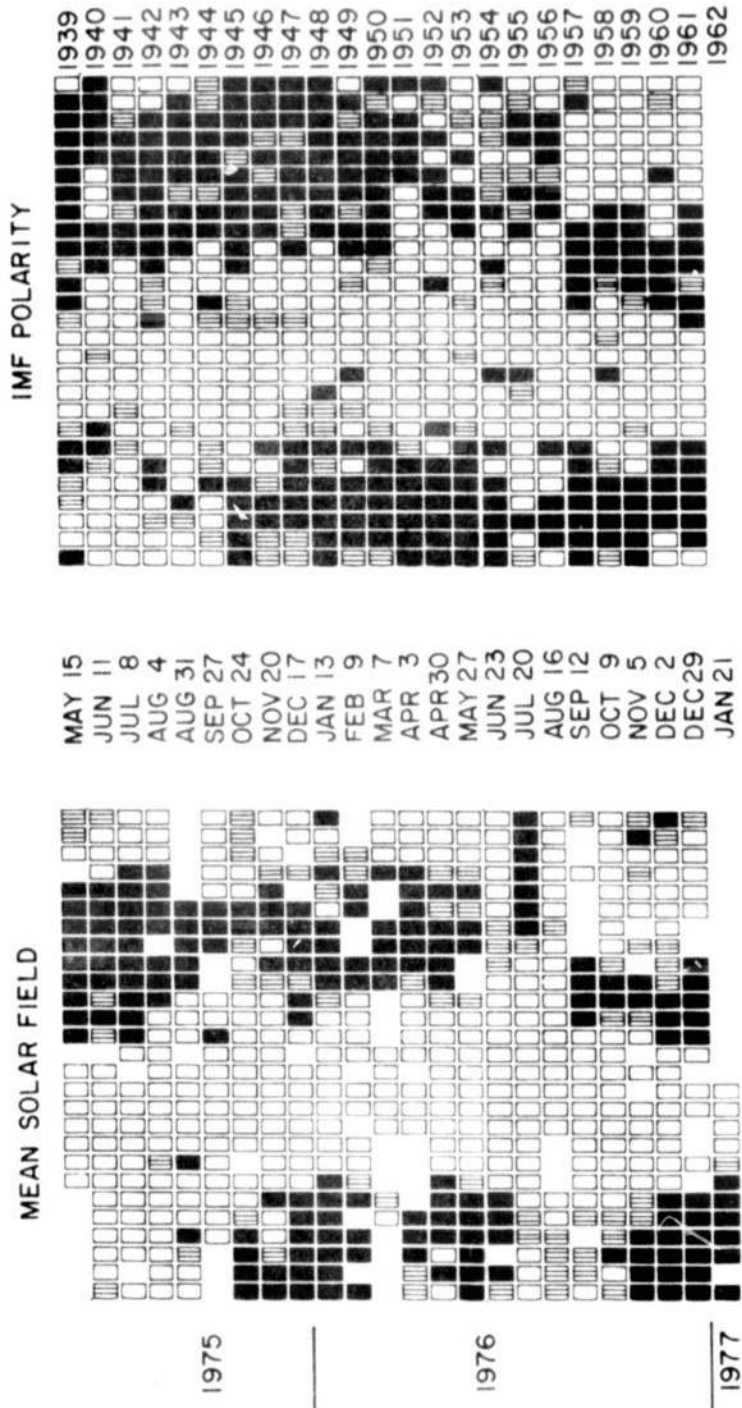 MEAN SOLAR FIELD
IMF POLARITY
1975
1976
1977
MAY 15
JUN 11
JUL 8
AUG 4
AUG 31
SEP 27
OCT 24
NOV 20
DEC 17
JAN 13
FEB 9
MAR 7
APR 3
APR 30
MAY 27
JUN 23
JUL 20
AUG 16
SEP 12
OCT 9
NOV 5
DEC 2
DEC 29
JAN 21
1939
1940
1941
1942
1943
1944
1945
1946
1947
1948
1949
1950
1951
1952
1953
1954
1955
1956
1957
1958
1959
1960
1961
1962